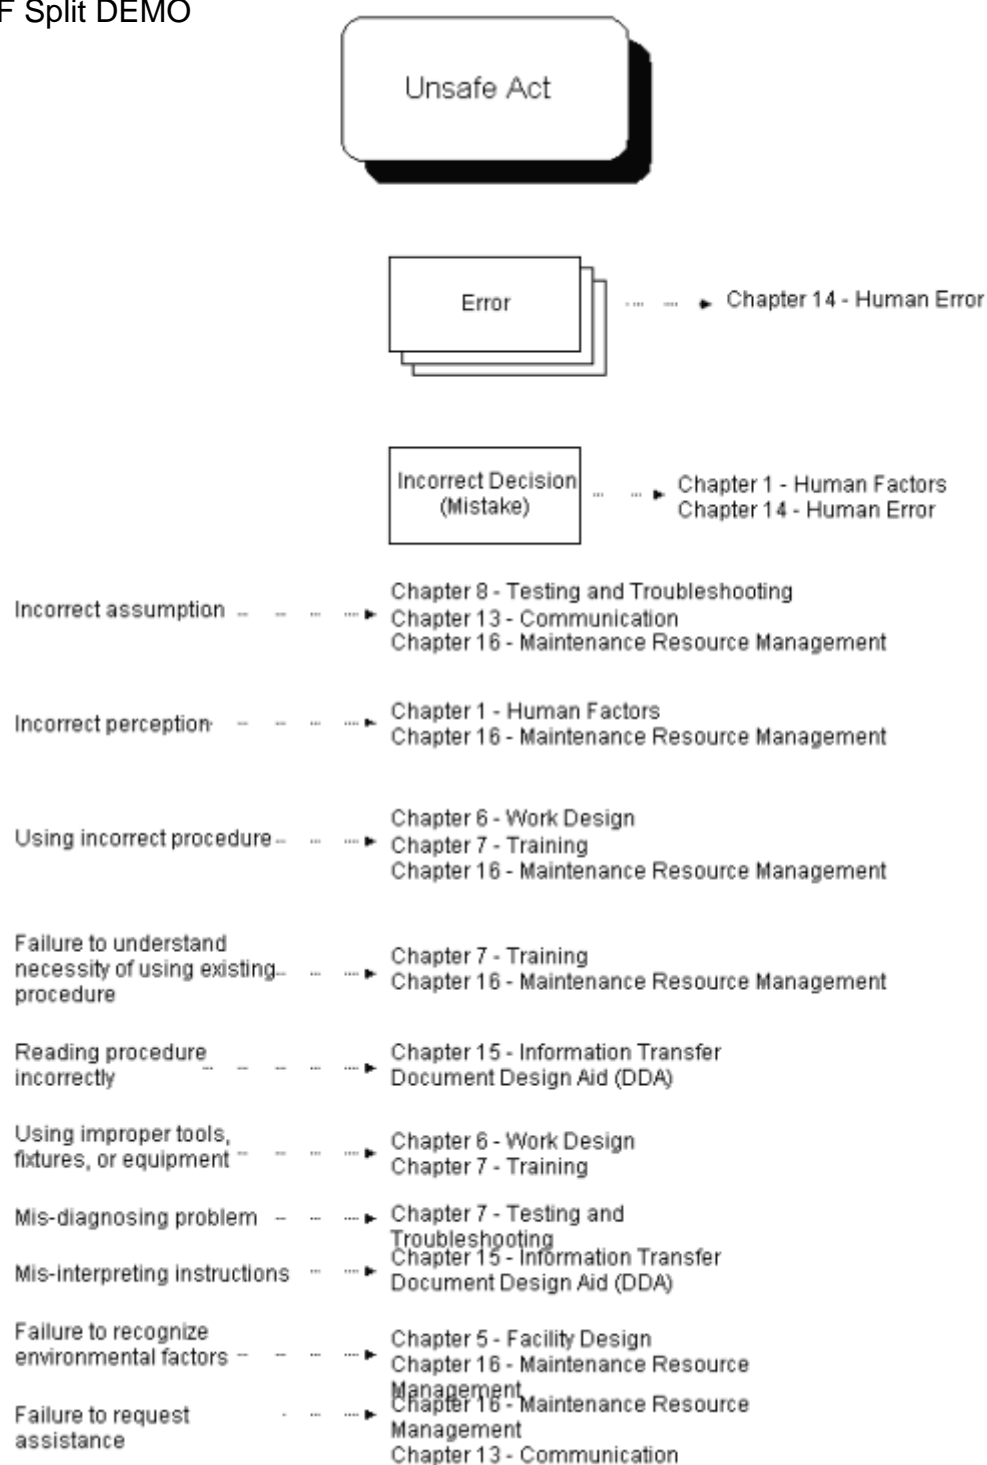 F Split DEMO
Unsafe Act
Error
Chapter 14 - Human Error
Incorrect Decision
(Mistake)
Chapter 1 - Human Factors
Chapter 14 - Human Error
Incorrect assumption
Chapter 8 - Testing and Troubleshooting
Chapter 13 - Communication
Chapter 16 - Maintenance Resource Management
Incorrect perception
Chapter 1 - Human Factors
Chapter 16 - Maintenance Resource Management
Using incorrect procedure
Chapter 6 - Work Design
Chapter 7 - Training
Chapter 16 - Maintenance Resource Management
Failure to understand
necessity of using existing
procedure
Chapter 7 - Training
Chapter 16 - Maintenance Resource Management
Reading procedure
incorrectly
Chapter 15 - Information Transfer
Document Design Aid (DDA)
Using improper tools,
fixtures, or equipment
Chapter 6 - Work Design
Chapter 7 - Training
Mis-diagnosing problem
Chapter 7 - Testing and
Troubleshooting
Mis-interpreting instructions
Chapter 15 - Information Transfer
Document Design Aid (DDA)
Failure to recognize
environmental factors
Chapter 5 - Facility Design
Chapter 16 - Maintenance Resource
Management
Failure to request
assistance
Chapter 16 - Maintenance Resource
Management
Chapter 13 - Communication